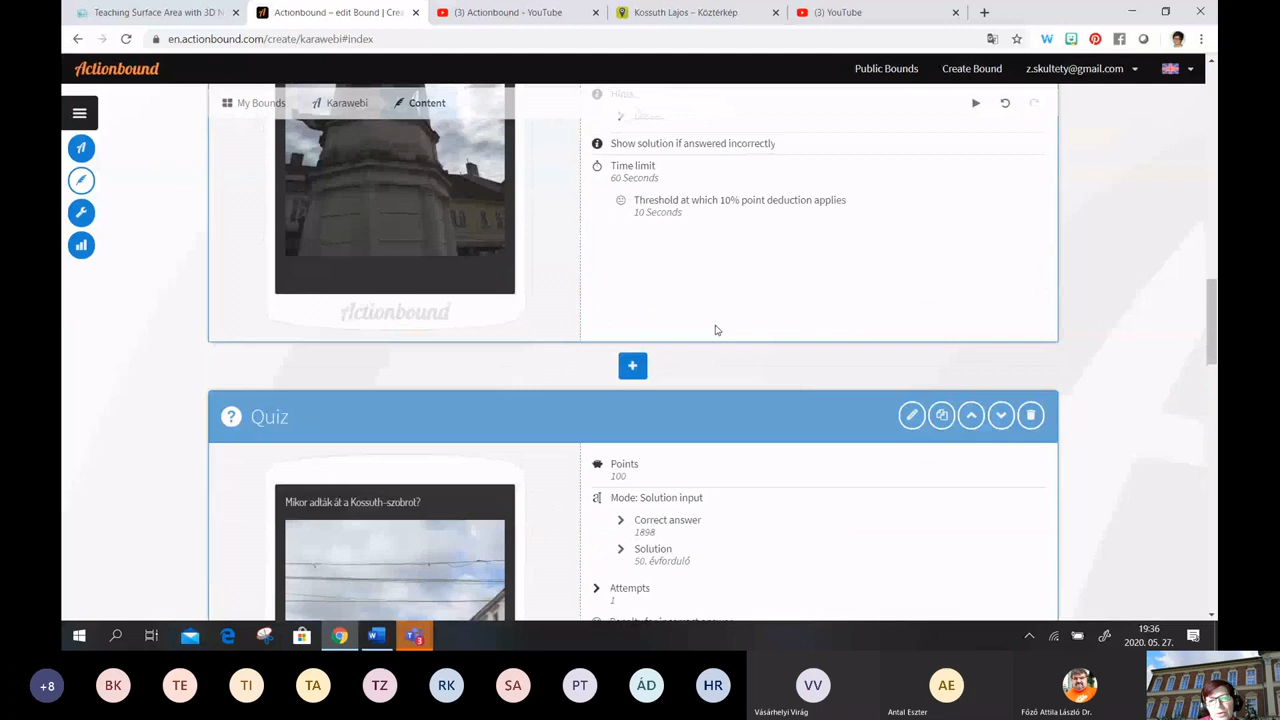 Teaching Surface Area with 3D N
Actionbound – edit Bound | Crea
(3) Actionbound - YouTube
Kossuth Lajos – Köztérkép
(3) YouTube
en.actionbound.com/create/karawebi#index
Actionbound
Public Bounds
Create Bound
z.skultety@gmail.com
My Bounds
Karawebi
Content
Hints...
Show solution if answered incorrectly
Time limit
60 Seconds
Threshold at which 10% point deduction applies
10 Seconds
Actionbound
Quiz
Points
100
Mikor adták át a Kossuth-szobrot?
Mode: Solution input
Correct answer
1898
Solution
50. évforduló
Attempts
1
19:36
2020. 05. 27.
3
+8
BK
TE
TI
TA
TZ
RK
SA
PT
ÁD
HR
VV
AE
Vásárhelyi Virág
Antal Eszter
Főző Attila László Dr.